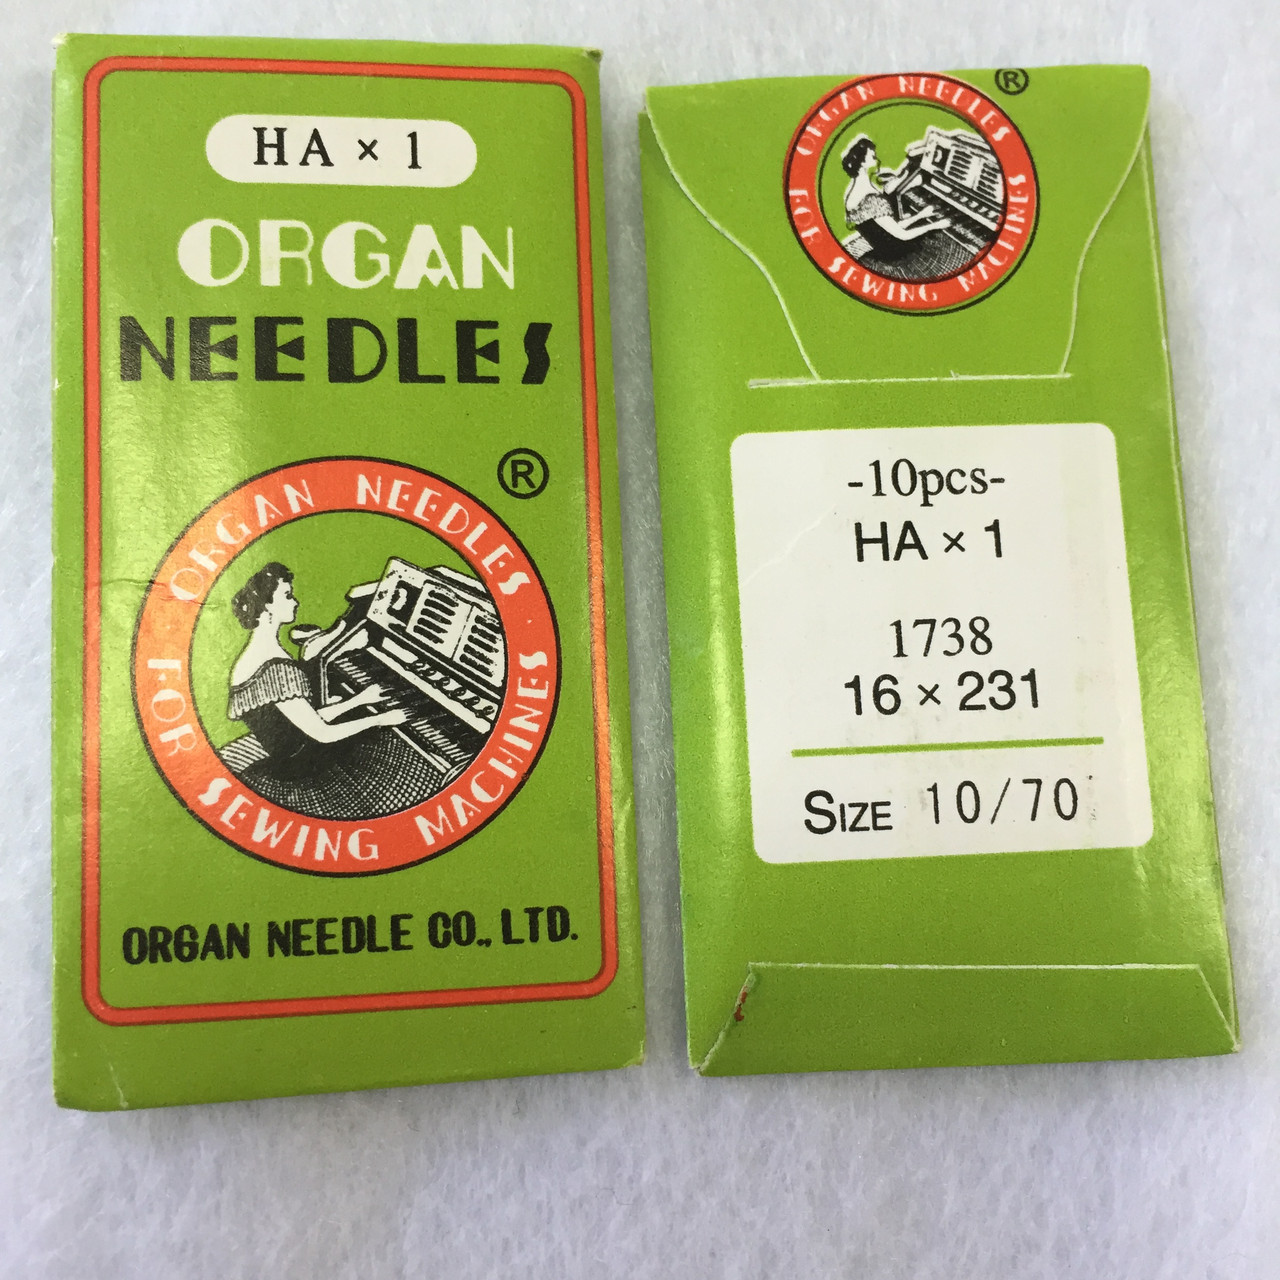 HA × 1
ORGAN
NEEDLES
®
ORGAN NEEDLES
FOR SEWING MACHINES
ORGAN NEEDLE CO., LTD.
ORGAN NEEDLES
®
FOR SEWING MACHINES
-10pcs-
HA × 1
1738
16 × 231
SIZE 10/70